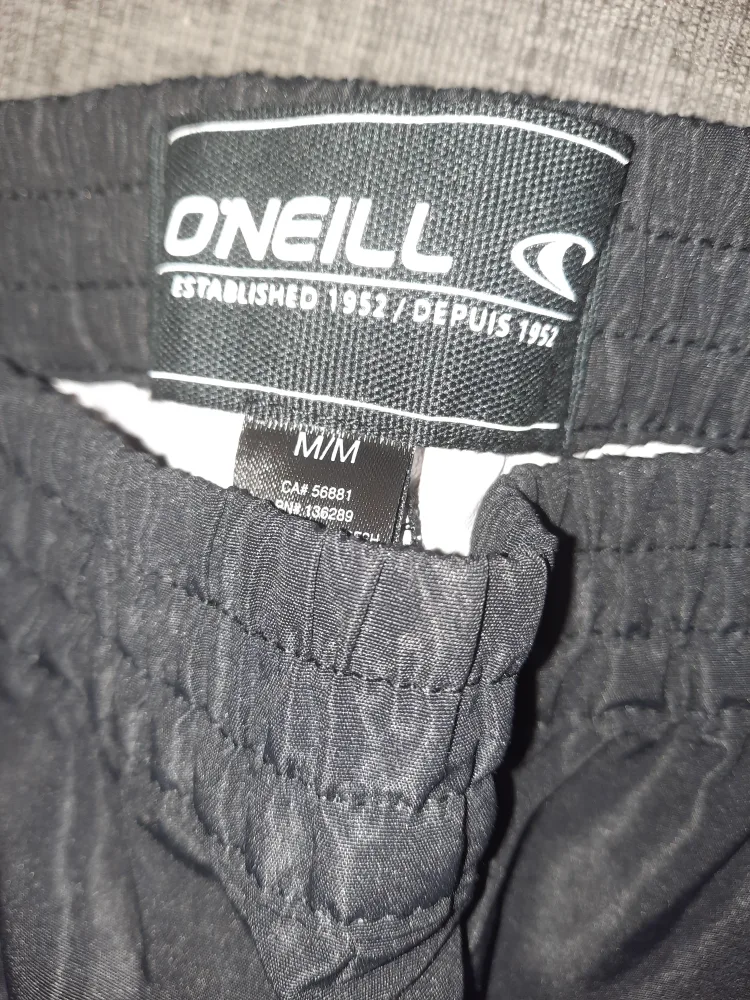 O'NEILL
ESTABLISHED 1952 / DEPUIS 1952
M/M
CA# 56881
RN# 136289